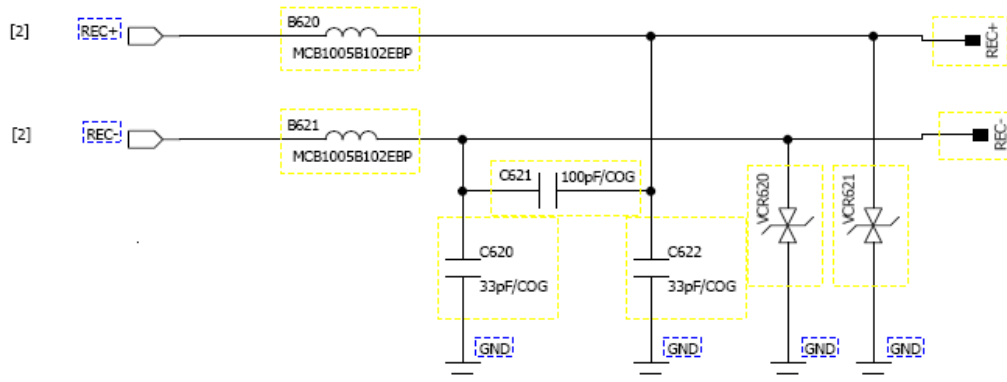 [2]
REC+
B620
MCB1005B102EBP
REC+
[2]
REC-
B621
MCB1005B102EBP
REC-
C621
100pF/COG
VCR620
VCR621
C620
33pF/COG
C622
33pF/COG
GND
GND
GND
GND